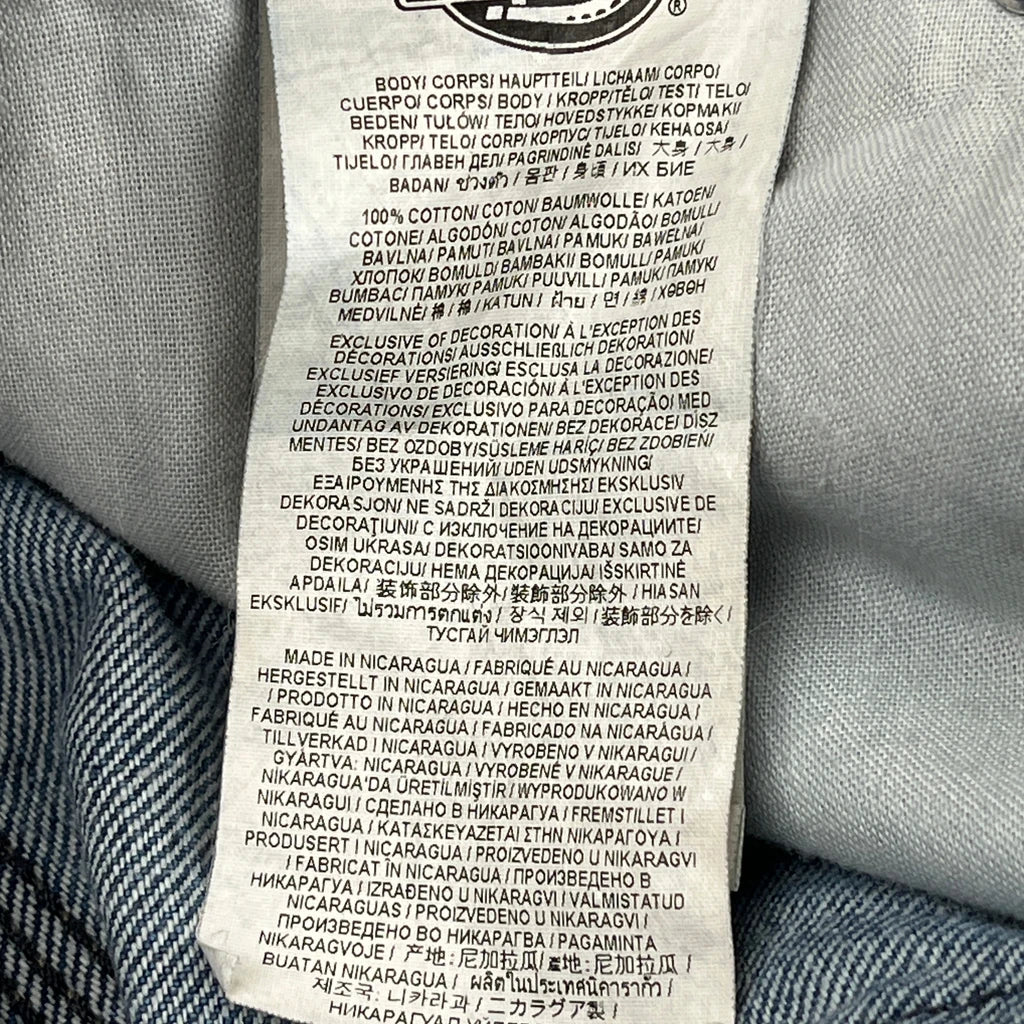 ®
BODY/ CORPS/ HAUPTTEIL/ LICHAAM/ CORPO/
CUERPO/ CORPS/ BODY / KROPP/TĚLO/ TEST/ TELO/
BEDEN/ TUŁÓW/ ТЕЛО/ HOVEDSTYKKE/ ΚΟΡΜΑΚΙ/
KROPP/ TELO/ CORP/ КОРПУС/ TIJELO/ KEHAOSA/
TIJELO/ ГЛАВЕН ДЕЛ/ PAGRINDINĖ DALIS/ 大身 / 大身 /
BADAN/ ช่วงตัว / 몸판 / 身頃 / ИХ БИЕ
100% COTTON/ COTON/ BAUMWOLLE/ KATOEN/
COTONE/ ALGODÓN/ COTON/ ALGODÃO/ BOMULL/
BAVLNA/ PAMUT/ BAVLNA/ PAMUK/ BAWEŁNA/
ХЛОПОК/ BOMULD/ ΒΑΜΒΑΚΙ/ BOMULL/ PAMUK/
BUMBAC/ ПАМУК/ PAMUK/ PUUVILL/ PAMUK/ ПАМУК/
MEDVILNĖ/ 棉 / 棉 / KATUN / ฝ้าย / 면 / 綿 / ХӨВӨН
EXCLUSIVE OF DECORATION/ À L'EXCEPTION DES
DÉCORATIONS/ AUSSCHLIEßLICH DEKORATION/
EXCLUSIEF VERSIERING/ ESCLUSA LA DECORAZIONE/
EXCLUSIVO DE DECORACIÓN/ À L'EXCEPTION DES
DÉCORATIONS/ EXCLUSIVO PARA DECORAÇÃO/ MED
UNDANTAG AV DEKORATIONEN/ BEZ DEKORACE/ DÍSZ
MENTES/ BEZ OZDOBY/SÜSLEME HARİÇ/ BEZ ZDOBIEŃ/
БЕЗ УКРАШЕНИЙ/ UDEN UDSMYKNING/
ΕΞΑΙΡΟΥΜΕΝΗΣ ΤΗΣ ΔΙΑΚΟΣΜΗΣΗΣ/ EKSKLUSIV
DEKORASJON/ NE SADRŽI DEKORACIJU/ EXCLUSIVE DE
DECORAŢIUNI/ С ИЗКЛЮЧЕНИЕ НА ДЕКОРАЦИИТЕ/
OSIM UKRASA/ DEKORATSIOONIVABA/ SAMO ZA
DEKORACIJU/ НЕМА ДЕКОРАЦИЈА/ IŠSKIRTINĖ
APDAILA/ 装饰部分除外/ 裝飾部分除外 / HIASAN
EKSKLUSIF/ ไม่รวมการตกแต่ง/ 장식 제외 / 装飾部分を除く/
ТУСГАЙ ЧИМЭГЛЭЛ
MADE IN NICARAGUA / FABRIQUÉ AU NICARAGUA /
HERGESTELLT IN NICARAGUA / GEMAAKT IN NICARAGUA
/ PRODOTTO IN NICARAGUA / HECHO EN NICARAGUA /
FABRIQUÉ AU NICARAGUA / FABRICADO NA NICARÁGUA /
TILLVERKAD I NICARAGUA / VYROBENO V NIKARAGUI /
GYÁRTVA: NICARAGUA / VYROBENÉ V NIKARAGUE /
NİKARAGUA'DA ÜRETİLMİŞTİR / WYPRODUKOWANO W
NIKARAGUI / СДЕЛАНО В НИКАРАГУА / FREMSTILLET I
NICARAGUA / ΚΑΤΑΣΚΕΥΑΖΕΤΑΙ ΣΤΗΝ ΝΙΚΑΡΑΓΟΥΑ /
PRODUSERT I NICARAGUA / PROIZVEDENO U NIKARAGVI
/ FABRICAT ÎN NICARAGUA / ПРОИЗВЕДЕНО В
НИКАРАГУА / IZRAĐENO U NIKARAGVI / VALMISTATUD
NICARAGUAS / PROIZVEDENO U NIKARAGVI /
ПРОИЗВЕДЕНО ВО НИКАРАГВА / PAGAMINTA
NIKARAGVOJE / 产地: 尼加拉瓜/ 產地: 尼加拉瓜 /
BUATAN NIKARAGUA / ผลิตในประเทศนิคารากัว /
제조국: 니카라과 / ニカラグア製 /
НИКАРАГУАД